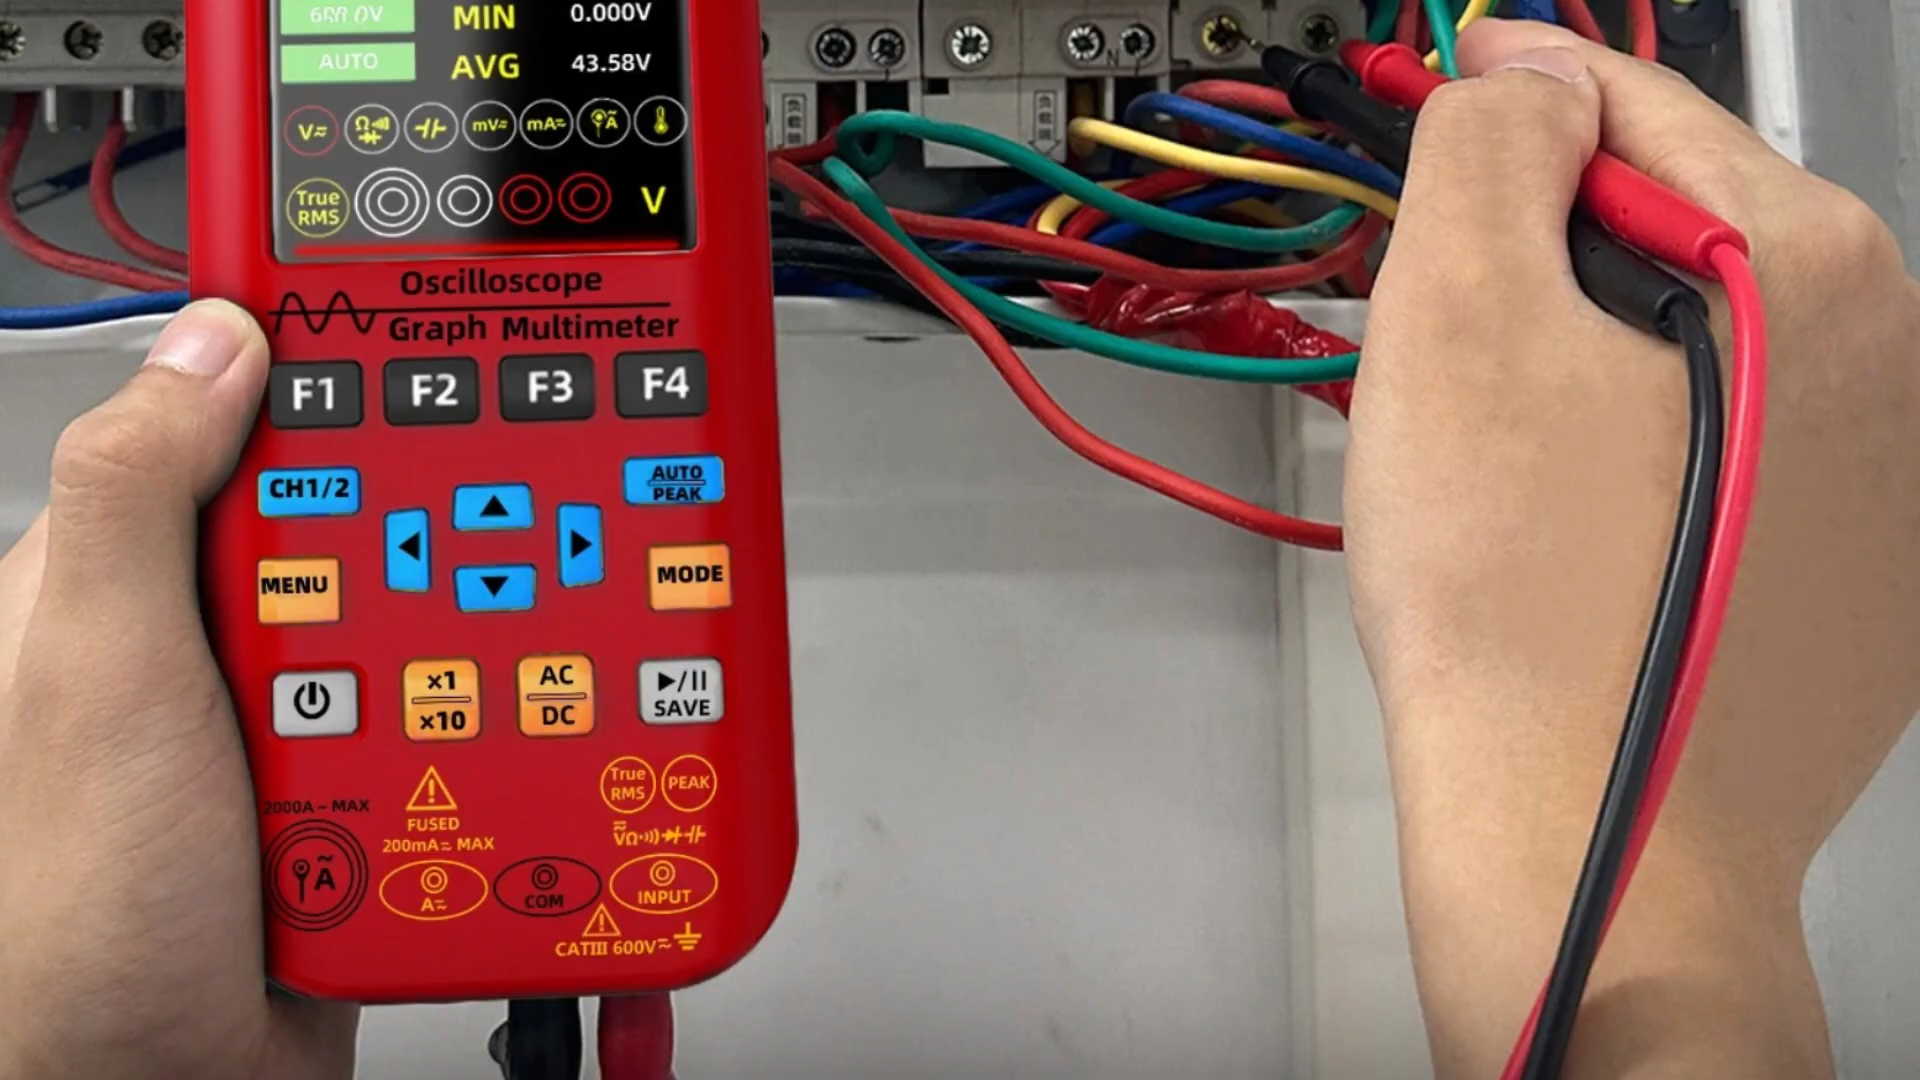 MIN 0.000V
AUTO AVG 43.58V
V≂ Ω mV≂ mA≂ Ã
True RMS V
Oscilloscope
Graph Multimeter
F1 F2 F3 F4
CH1/2 AUTO
PEAK
MENU MODE
×1 AC ▶/II
×10 DC SAVE
True
RMS PEAK
2000A~MAX
FUSED
200mA≂ MAX
ṼΩ
Ã
A≂ COM INPUT
CATIII 600V≂
N